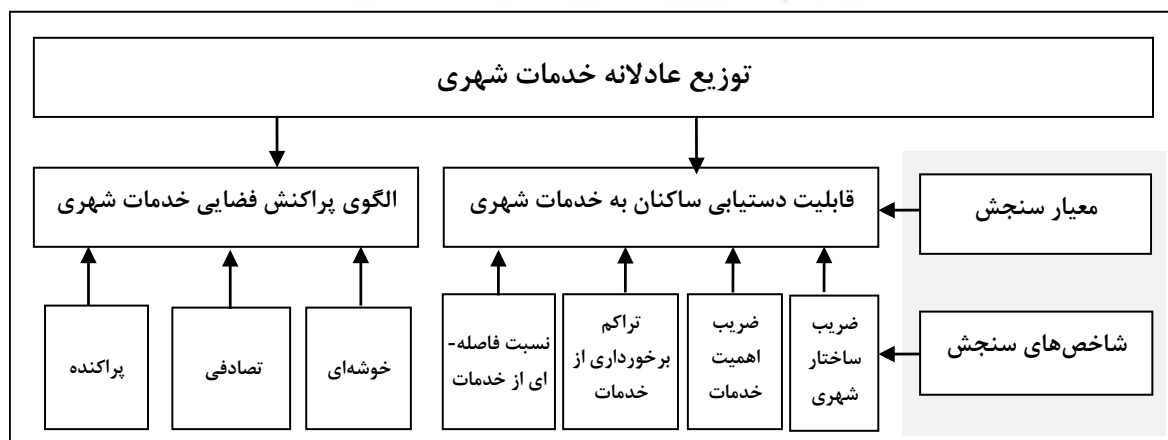 توزیع عادلانه خدمات شهری
معیار سنجش
قابلیت دستیابی ساکنان به خدمات شهری
الگوی پراکنش فضایی خدمات شهری
شاخص‌های سنجش
ضریب
ساختار
شهری
ضریب
اهمیت
خدمات
تراکم
برخورداری از
خدمات
نسبت فاصله-
ای از خدمات
خوشه‌ای
تصادفی
پراکنده